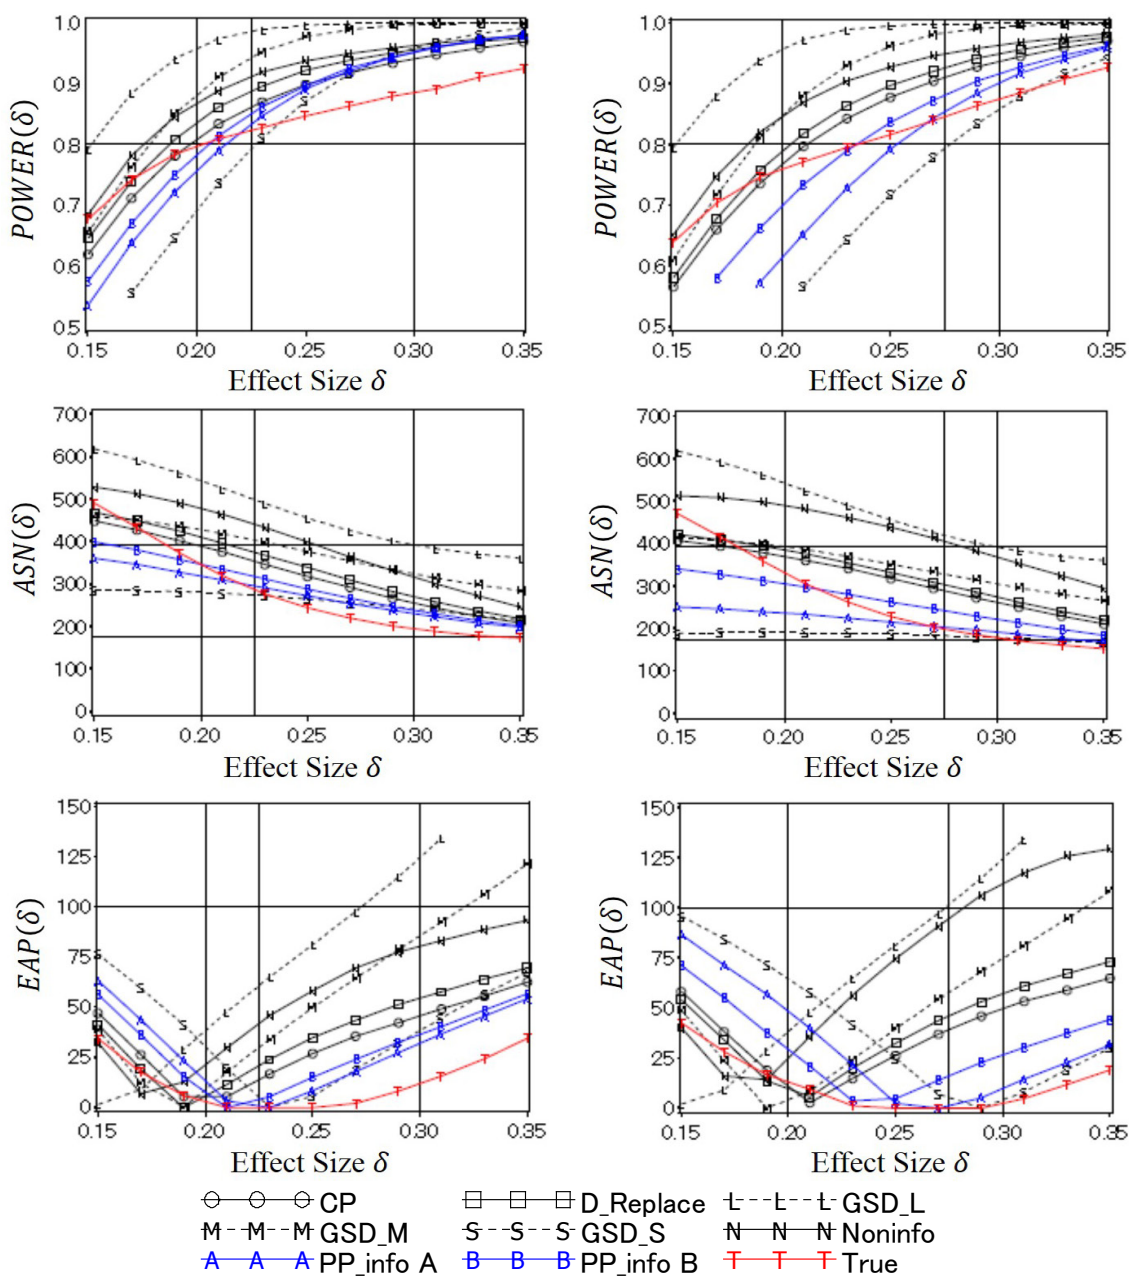 1.0
0.9
0.8
0.7
0.6
0.5
POWER(δ)
0.15 0.20 0.25 0.30 0.35
Effect Size δ
1.0
0.9
0.8
0.7
0.6
0.5
POWER(δ)
0.15 0.20 0.25 0.30 0.35
Effect Size δ
700
600
500
400
300
200
100
0
ASN(δ)
0.15 0.20 0.25 0.30 0.35
Effect Size δ
700
600
500
400
300
200
100
0
ASN(δ)
0.15 0.20 0.25 0.30 0.35
Effect Size δ
150
125
100
75
50
25
0
EAP(δ)
0.15 0.20 0.25 0.30 0.35
Effect Size δ
150
125
100
75
50
25
0
EAP(δ)
0.15 0.20 0.25 0.30 0.35
Effect Size δ
CP D_Replace L L L GSD_L
M M M GSD_M S S S GSD_S N N N Noninfo
A A A PP_info A B B B PP_info B T T T True